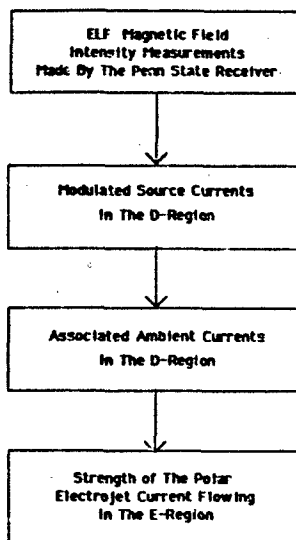 ELF Magnetic Field
Intensity Measurements
Made By The Penn State Receiver
Modulated Source Currents
In The D-Region
Associated Ambient Currents
In The D-Region
Strength of The Polar
Electrojet Current Flowing
In The E-Region